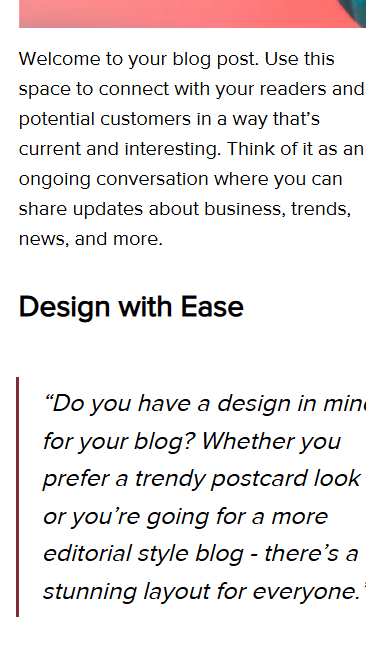 Welcome to your blog post. Use this
space to connect with your readers and
potential customers in a way that’s
current and interesting. Think of it as an
ongoing conversation where you can
share updates about business, trends,
news, and more.
Design with Ease
“Do you have a design in mind
for your blog? Whether you
prefer a trendy postcard look
or you’re going for a more
editorial style blog - there’s a
stunning layout for everyone.”